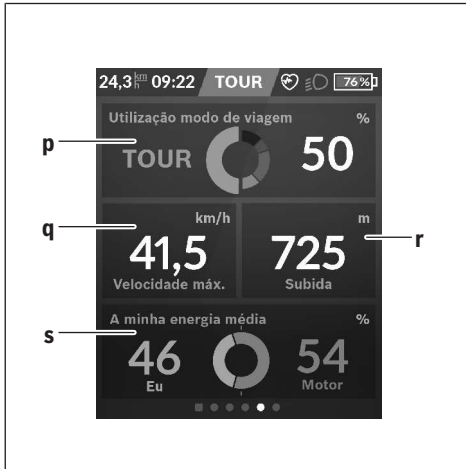 24,3 km/h 09:22 TOUR 76%
Utilização modo de viagem %
p
TOUR 50
q
km/h m
r
41,5 725
Velocidade máx. Subida
A minha energia média %
s
46 54
Eu Motor